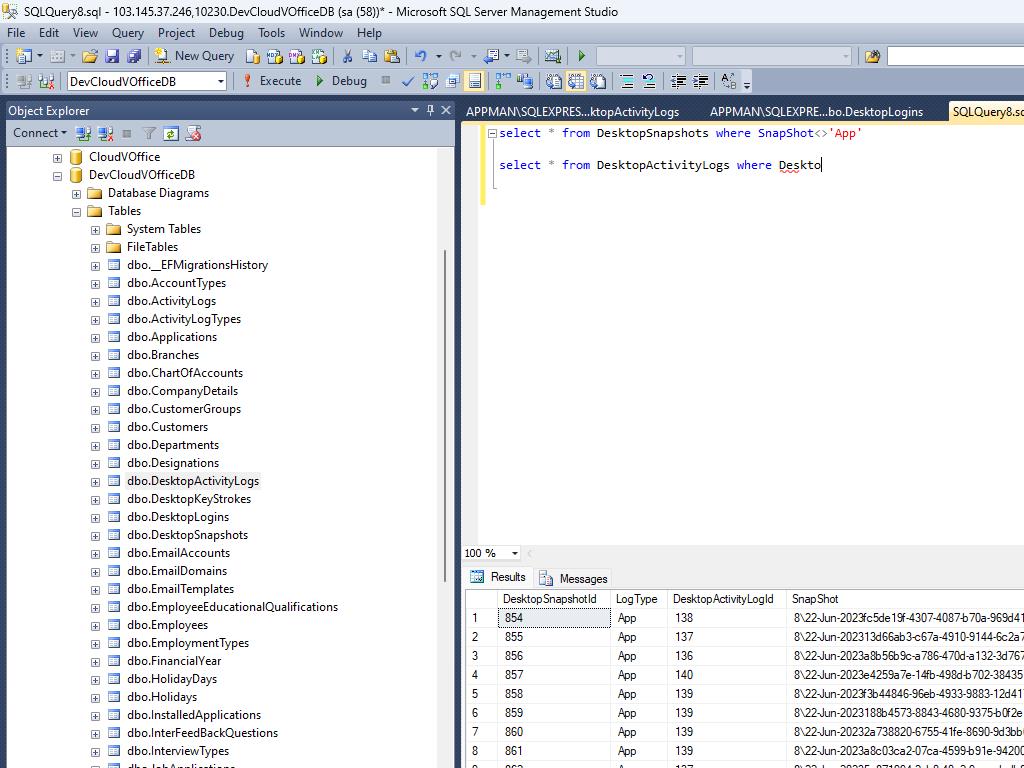 SQLQuery8.sql - 103.145.37.246,10230.DevCloudVOfficeDB (sa (58))* - Microsoft SQL Server Management Studio
File Edit View Query Project Debug Tools Window Help
New Query
DevCloudVOfficeDB Execute Debug
Object Explorer
APPMAN\SQLEXPRES...ktopActivityLogs APPMAN\SQLEXPRE...bo.DesktopLogins SQLQuery8.sq
Connect
CloudVOffice
DevCloudVOfficeDB
Database Diagrams
Tables
System Tables
FileTables
dbo.__EFMigrationsHistory
dbo.AccountTypes
dbo.ActivityLogs
dbo.ActivityLogTypes
dbo.Applications
dbo.Branches
dbo.ChartOfAccounts
dbo.CompanyDetails
dbo.CustomerGroups
dbo.Customers
dbo.Departments
dbo.Designations
dbo.DesktopActivityLogs
dbo.DesktopKeyStrokes
dbo.DesktopLogins
dbo.DesktopSnapshots
dbo.EmailAccounts
dbo.EmailDomains
dbo.EmailTemplates
dbo.EmployeeEducationalQualifications
dbo.Employees
dbo.EmploymentTypes
dbo.FinancialYear
dbo.HolidayDays
dbo.Holidays
dbo.InstalledApplications
dbo.InterFeedBackQuestions
dbo.InterviewTypes
select * from DesktopSnapshots where SnapShot<>'App'
select * from DesktopActivityLogs where Deskto
100 %
Results Messages
DesktopSnapshotId LogType DesktopActivityLogId SnapShot
1 854 App 138 8\22-Jun-2023fc5de19f-4307-4087-b70a-969d41
2 855 App 137 8\22-Jun-202313d66ab3-c67a-4910-9144-6c2a7
3 856 App 136 8\22-Jun-2023a8b56b9c-a786-470d-a132-3d767
4 857 App 140 8\22-Jun-2023e4259a7e-14fb-498d-b702-38435
5 858 App 139 8\22-Jun-2023f3b44846-96eb-4933-9883-12d41
6 859 App 139 8\22-Jun-2023188b4573-8843-4680-9375-b0f2e
7 860 App 139 8\22-Jun-20232a738820-6755-41fe-8690-9d3bb
8 861 App 139 8\22-Jun-2023a8c03ca2-07ca-4599-b91e-94200